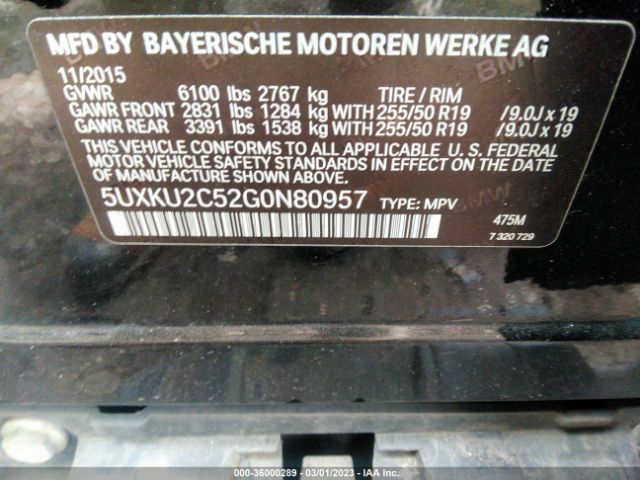 MFD BY BAYERISCHE MOTOREN WERKE AG
11/2015
GVWR 6100 lbs 2767 kg TIRE / RIM
GAWR FRONT 2831 lbs 1284 kg WITH 255/50 R19 /9.0J x 19
GAWR REAR 3391 lbs 1538 kg WITH 255/50 R19 /9.0J x 19
THIS VEHICLE CONFORMS TO ALL APPLICABLE U. S. FEDERAL
MOTOR VEHICLE SAFETY STANDARDS IN EFFECT ON THE DATE
OF MANUFACTURE SHOWN ABOVE.
5UXKU2C52G0N80957 TYPE: MPV
475M
7 320 729
000-36000289 - 03/01/2023 - IAA Inc.